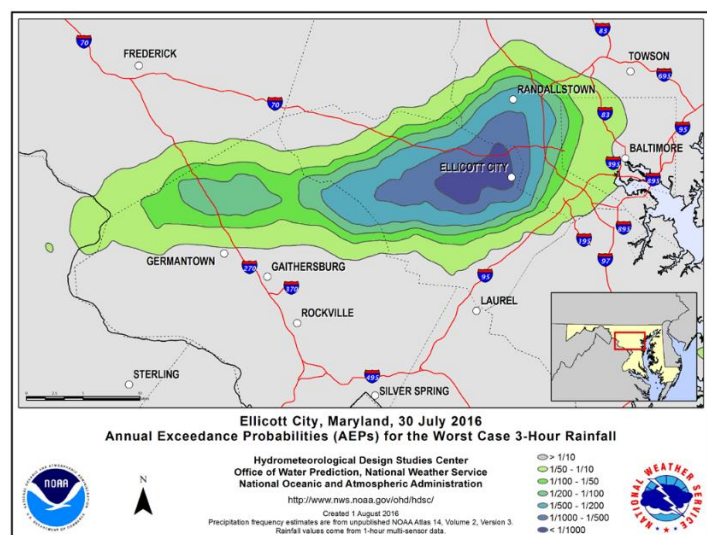 70
83
FREDERICK
TOWSON
695
RANDALLSTOWN
70
83
95
BALTIMORE
395
ELLICOTT CITY
895
195
895
GERMANTOWN
270
GAITHERSBURG
95
97
370
LAUREL
ROCKVILLE
STERLING
495
SILVER SPRING
Ellicott City, Maryland, 30 July 2016
Annual Exceedance Probabilities (AEPs) for the Worst Case 3-Hour Rainfall
Hydrometeorological Design Studies Center
Office of Water Prediction, National Weather Service
National Oceanic and Atmospheric Administration
http://www.nws.noaa.gov/ohd/hdsc/
Created 1 August 2016
Precipitation frequency estimates are from unpublished NOAA Atlas 14, Volume 2, Version 3.
Rainfall values come from 1-hour multi-sensor data.
> 1/10
1/50 - 1/10
1/100 - 1/50
1/200 - 1/100
1/500 - 1/200
1/1000 - 1/500
< 1/1000
NOAA
N
NATIONAL WEATHER SERVICE